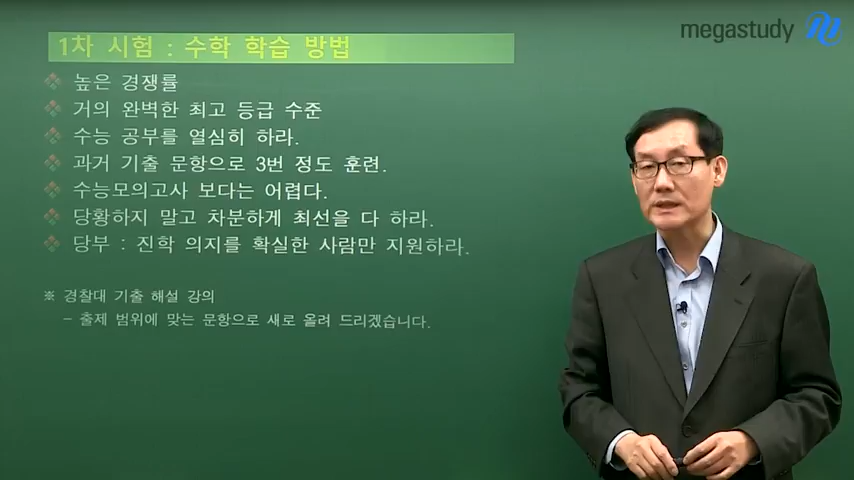 megastudy
1차 시험 : 수학 학습 방법
높은 경쟁률
거의 완벽한 최고 등급 수준
수능 공부를 열심히 하라.
과거 기출 문항으로 3번 정도 훈련.
수능모의고사 보다는 어렵다.
당황하지 말고 차분하게 최선을 다 하라.
당부 : 진학 의지를 확실한 사람만 지원하라.
※ 경찰대 기출 해설 강의
- 출제 범위에 맞는 문항으로 새로 올려 드리겠습니다.